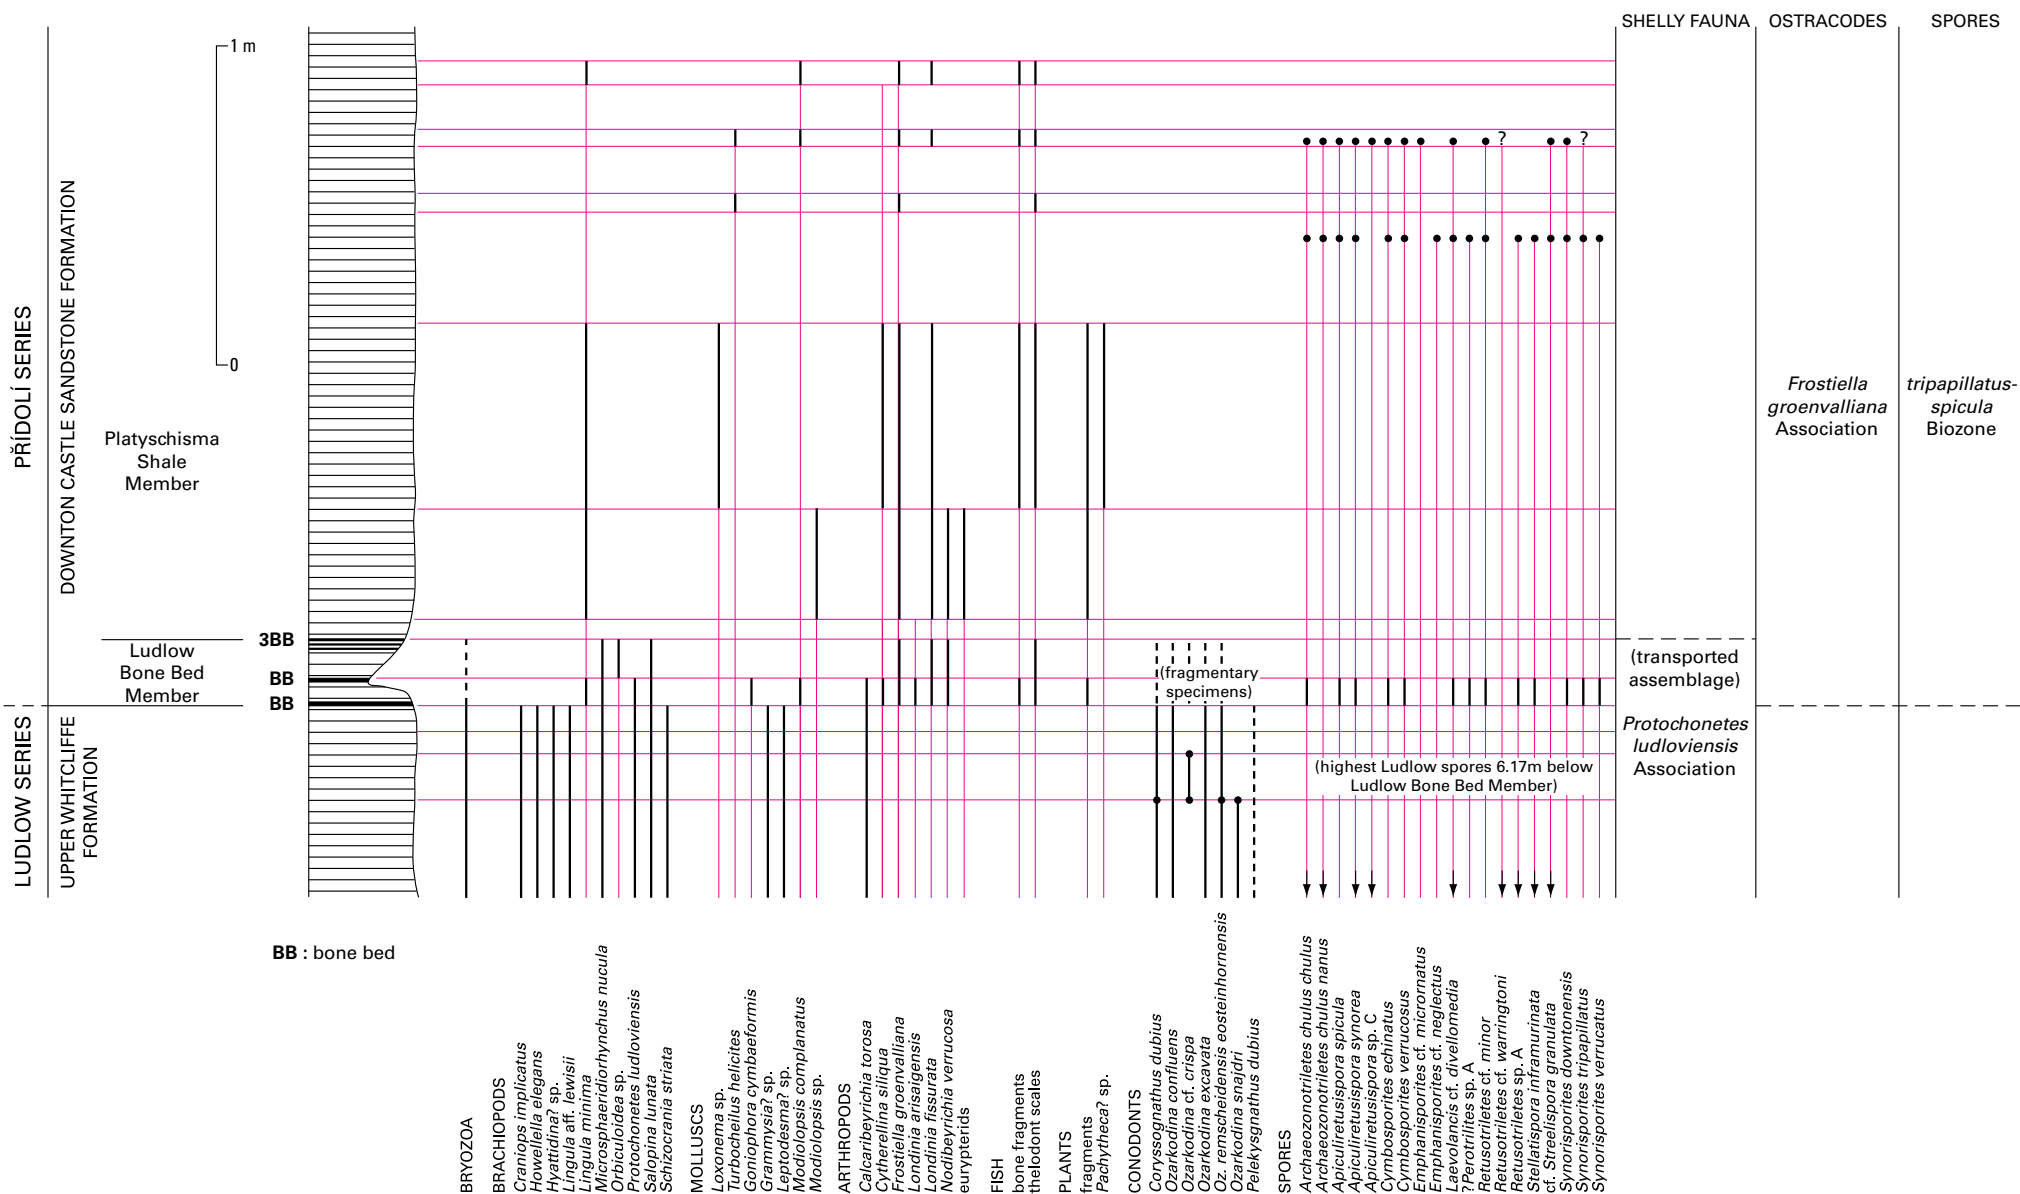 SHELLY FAUNA
OSTRACODES
SPORES
1 m
0
PŘÍDOLÍ SERIES
DOWNTON CASTLE SANDSTONE FORMATION
Platyschisma
Shale
Member
3BB
Ludlow
Bone Bed
Member
BB
BB
LUDLOW SERIES
UPPER WHITCLIFFE
FORMATION
? ?
(fragmentary
specimens)
(highest Ludlow spores 6.17m below
Ludlow Bone Bed Member)
(transported
assemblage)
Protochonetes
ludloviensis
Association
Frostiella
groenvalliana
Association
tripapillatus-
spicula
Biozone
BB : bone bed
BRYOZOA
BRACHIOPODS
Craniops implicatus
Howellella elegans
Hyattidina? sp.
Lingula aff. lewisii
Lingula minima
Microsphaeridiorhynchus nucula
Orbiculoidea sp.
Protochonetes ludloviensis
Salopina lunata
Schizocrania striata
MOLLUSCS
Loxonema sp.
Turbocheilus helicites
Goniophora cymbaeformis
Grammysia? sp.
Leptodesma? sp.
Modiolopsis complanatus
Modiolopsis sp.
ARTHROPODS
Calcaribeyrichia torosa
Cytherellina siliqua
Frostiella groenvalliana
Londinia arisaigensis
Londinia fissurata
Nodibeyrichia verrucosa
eurypterids
FISH
bone fragments
thelodont scales
PLANTS
fragments
Pachytheca? sp.
CONODONTS
Coryssognathus dubius
Ozarkodina confluens
Ozarkodina cf. crispa
Ozarkodina excavata
Oz. remscheidensis eosteinhornensis
Ozarkodina snajdri
Pelekysgnathus dubius
SPORES
Archaeozonotriletes chulus chulus
Archaeozonotriletes chulus nanus
Apiculiretusispora spicula
Apiculiretusispora synorea
Apiculiretusispora sp. C
Cymbosporites echinatus
Cymbosporites verrucosus
Emphanisporites cf. micrornatus
Emphanisporites cf. neglectus
Laevolancis cf. divellomedia
?Perotrilites sp. A
Retusotriletes cf. minor
Retusotriletes cf. warringtoni
Retusotriletes sp. A
Stellatispora inframurinata
cf. Streelispora granulata
Synorisporites downtonensis
Synorisporites tripapillatus
Synorisporites verrucatus